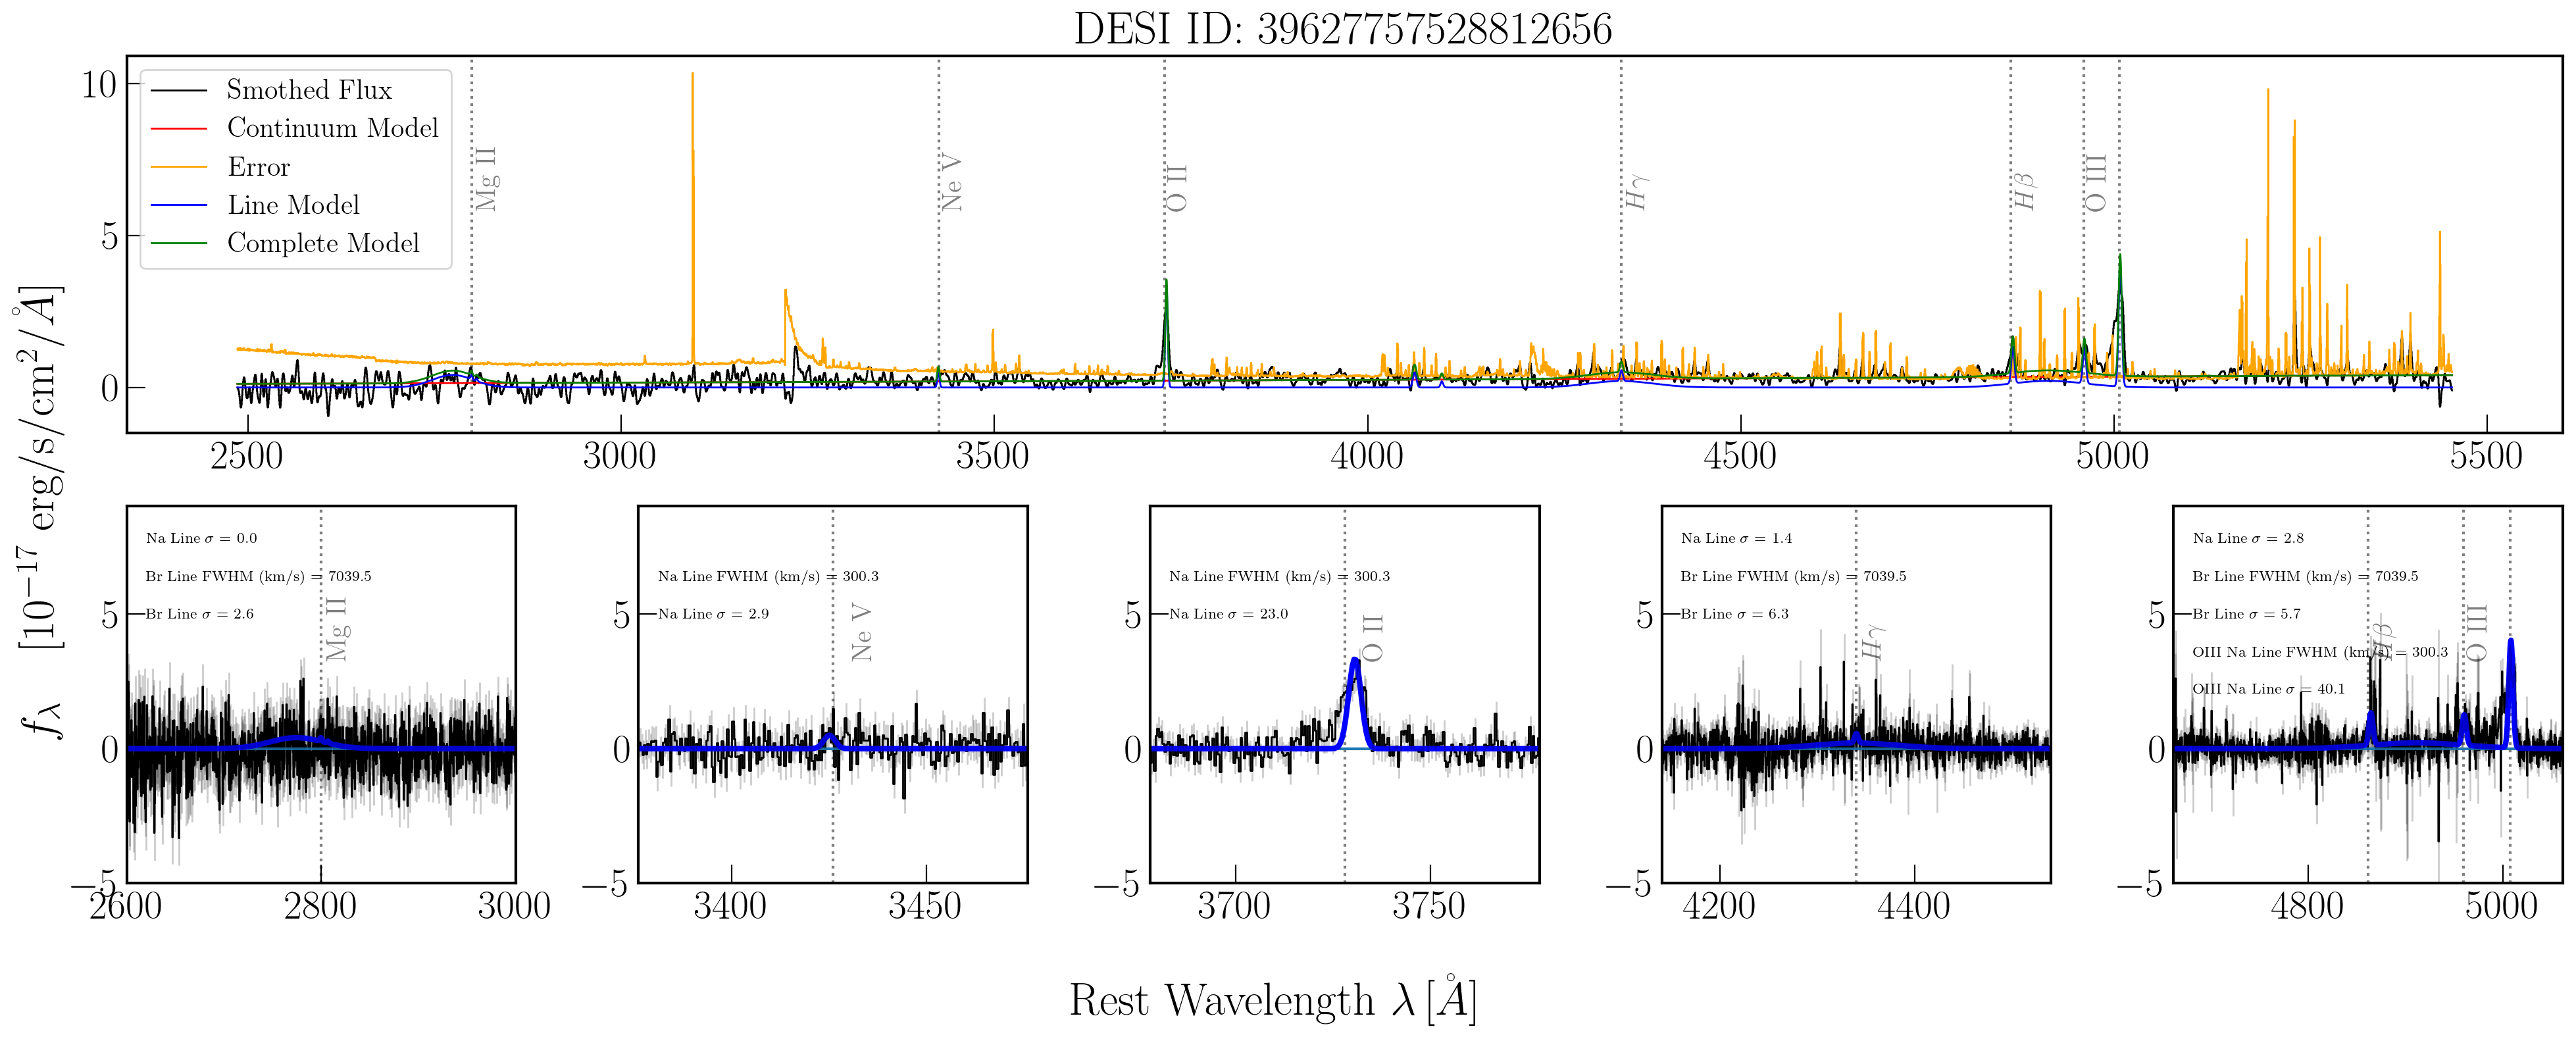 DESI ID: 39627757528812656
10
5
0
Smothed Flux
Continuum Model
Error
Line Model
Complete Model
Mg II
Ne V
O II
Hγ
Hβ
O III
2500 3000 3500 4000 4500 5000 5500
f_λ [10⁻¹⁷ erg/s/cm²/Å]
Na Line σ = 0.0
Br Line FWHM (km/s) = 7039.5
Br Line σ = 2.6
Mg II
5
0
−5
2600 2800 3000
Na Line FWHM (km/s) = 300.3
Na Line σ = 2.9
Ne V
5
0
−5
3400 3450
Na Line FWHM (km/s) = 300.3
Na Line σ = 23.0
O II
5
0
−5
3700 3750
Na Line σ = 1.4
Br Line FWHM (km/s) = 7039.5
Br Line σ = 6.3
Hγ
5
0
−5
4200 4400
Na Line σ = 2.8
Br Line FWHM (km/s) = 7039.5
Br Line σ = 5.7
OIII Na Line FWHM (km/s) = 300.3
OIII Na Line σ = 40.1
Hβ
O III
5
0
−5
4800 5000
Rest Wavelength λ [Å]